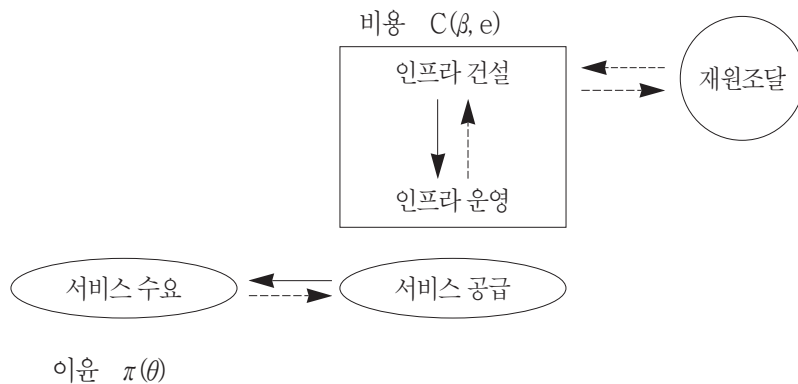 비용 C(β, e)
인프라 건설
재원조달
인프라 운영
서비스 수요
서비스 공급
이윤 π(θ)